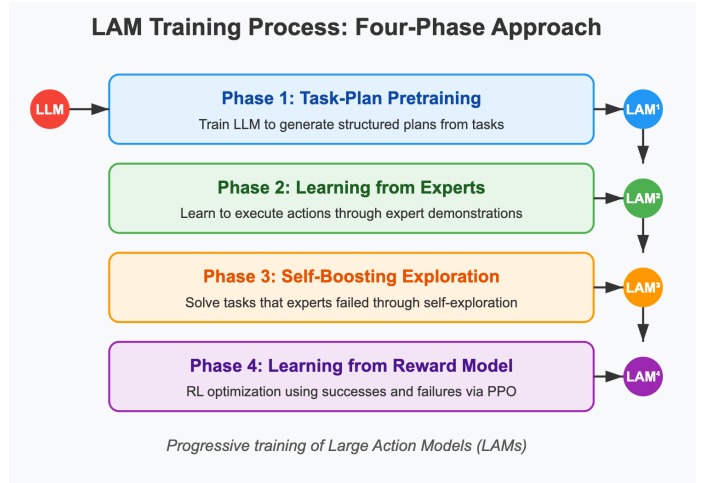 LAM Training Process: Four-Phase Approach
LLM
Phase 1: Task-Plan Pretraining
Train LLM to generate structured plans from tasks
LAM¹
Phase 2: Learning from Experts
Learn to execute actions through expert demonstrations
LAM²
Phase 3: Self-Boosting Exploration
Solve tasks that experts failed through self-exploration
LAM³
Phase 4: Learning from Reward Model
RL optimization using successes and failures via PPO
LAM⁴
Progressive training of Large Action Models (LAMs)